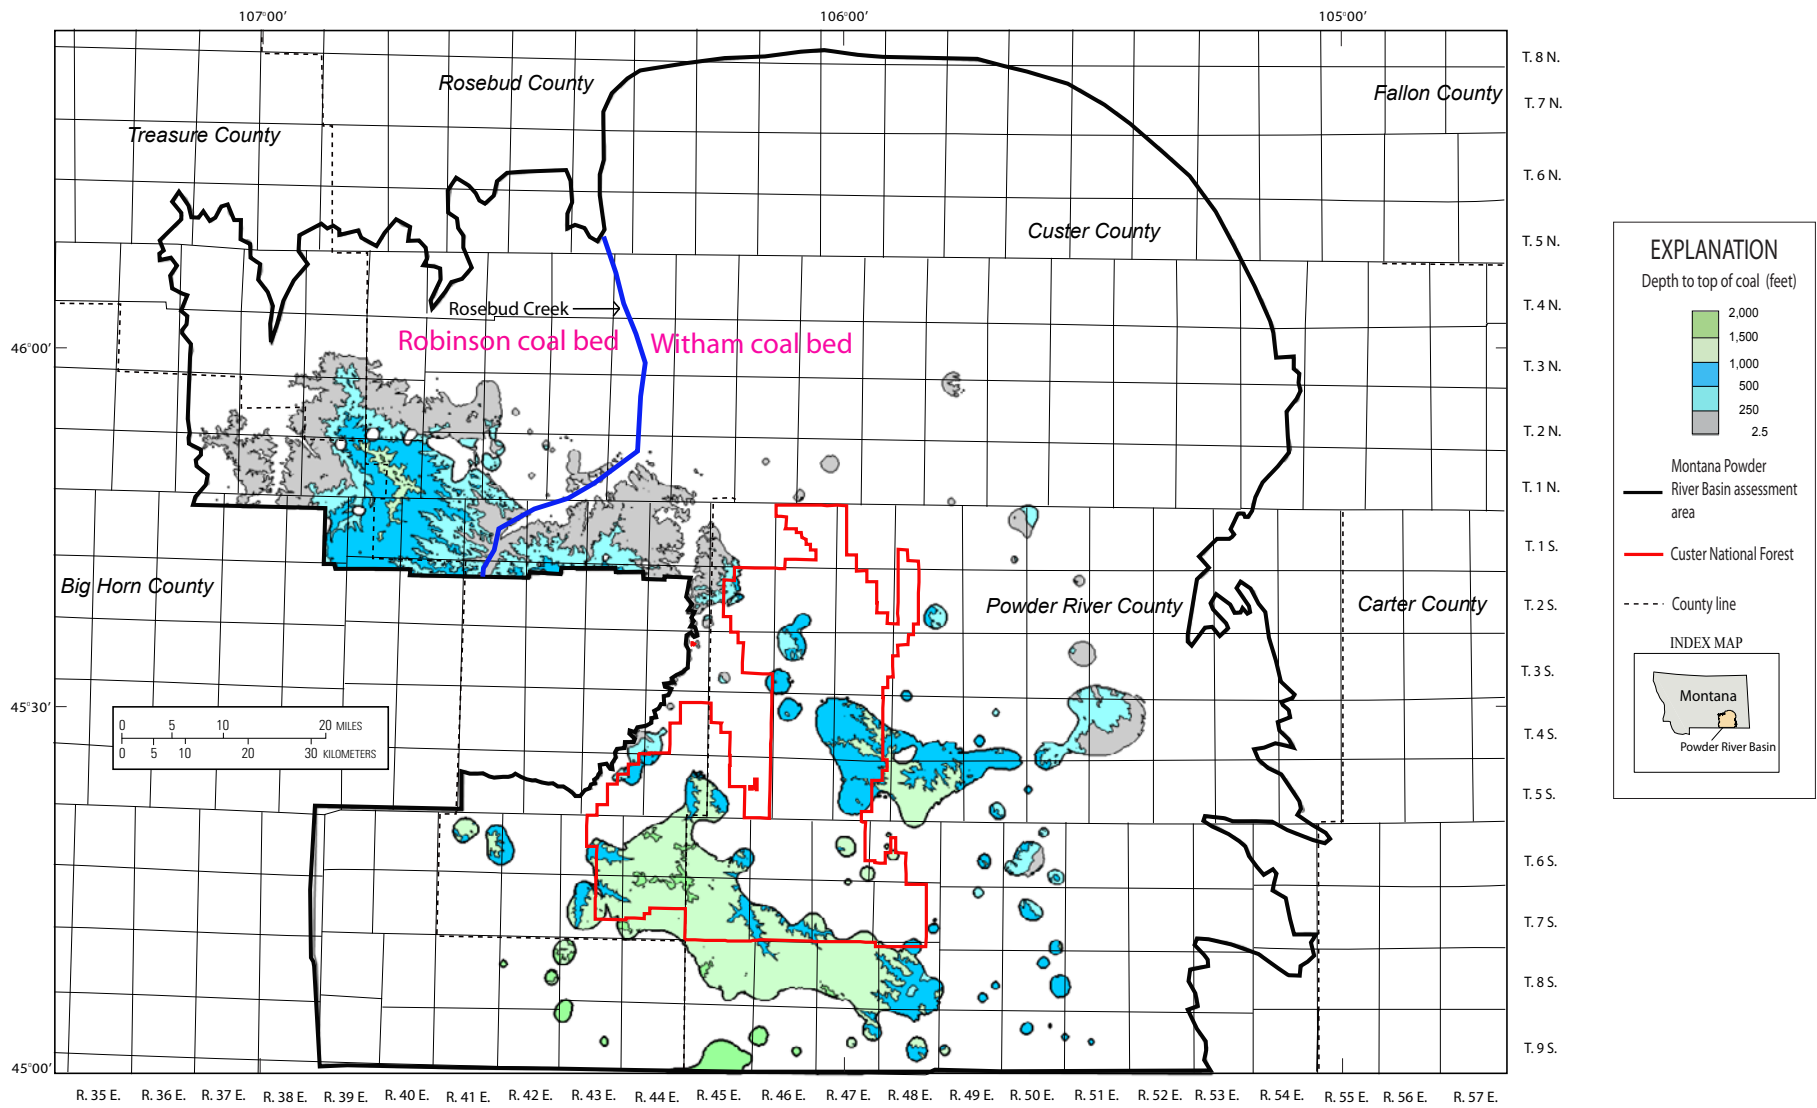 107°00′ 106°00′ 105°00′
T. 8 N.
Rosebud County
Fallon County
T. 7 N.
Treasure County
T. 6 N.
Custer County
T. 5 N.
Rosebud Creek
T. 4 N.
Robinson coal bed
Witham coal bed
46°00′
T. 3 N.
T. 2 N.
T. 1 N.
T. 1 S.
Big Horn County
Powder River County
Carter County
T. 2 S.
T. 3 S.
45°30′
0 5 10 20 MILES
0 5 10 20 30 KILOMETERS
T. 4 S.
T. 5 S.
T. 6 S.
T. 7 S.
T. 8 S.
T. 9 S.
45°00′
R. 35 E. R. 36 E. R. 37 E. R. 38 E. R. 39 E. R. 40 E. R. 41 E. R. 42 E. R. 43 E. R. 44 E. R. 45 E. R. 46 E. R. 47 E. R. 48 E. R. 49 E. R. 50 E. R. 51 E. R. 52 E. R. 53 E. R. 54 E. R. 55 E. R. 56 E. R. 57 E.
EXPLANATION
Depth to top of coal (feet)
2,000
1,500
1,000
500
250
2.5
Montana Powder
River Basin assessment
area
Custer National Forest
County line
INDEX MAP
Montana
Powder River Basin